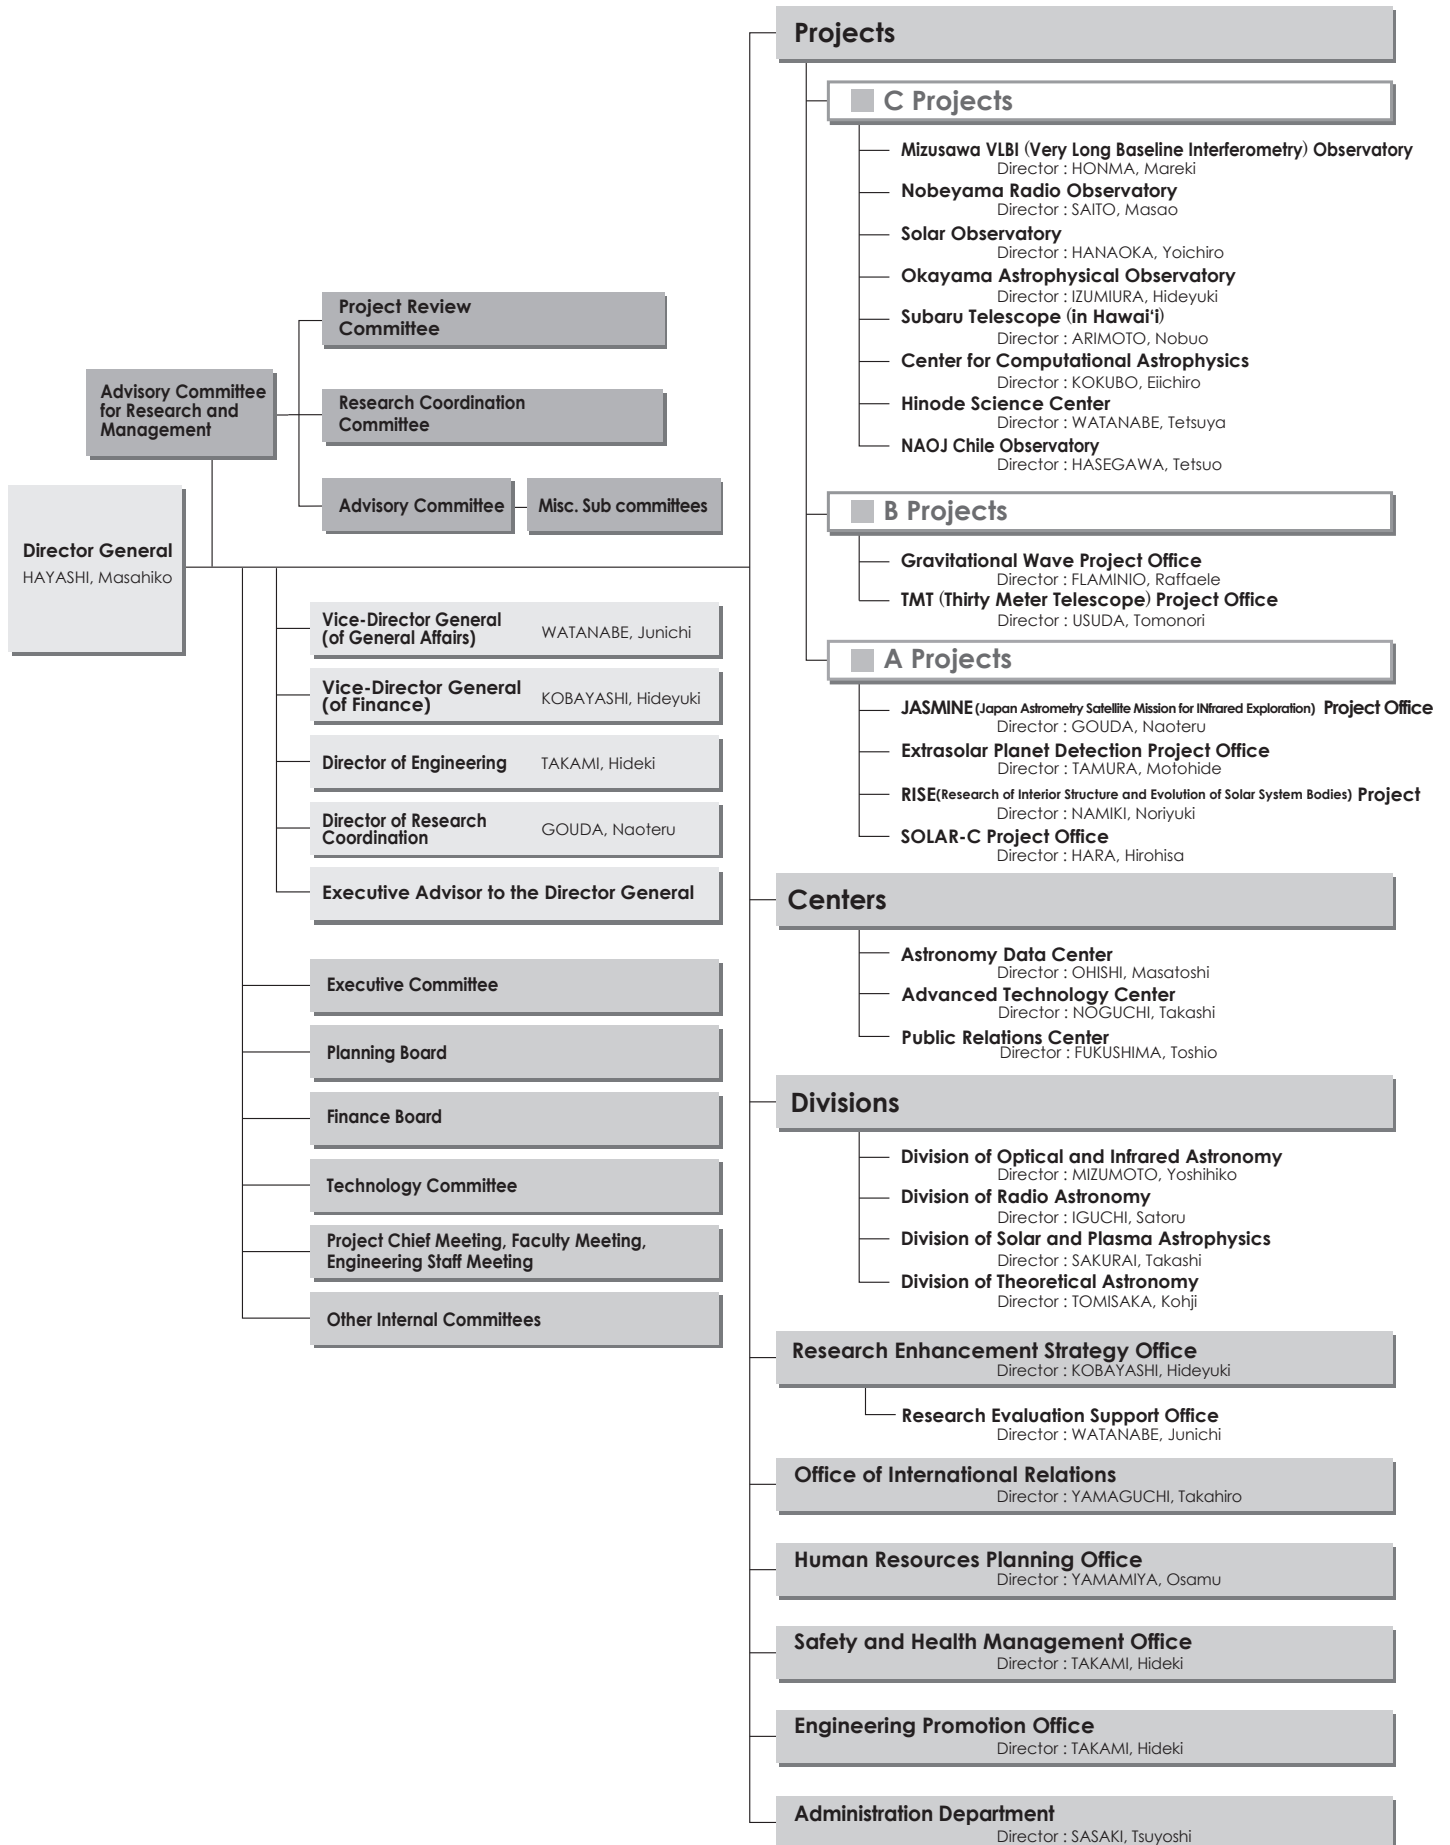 Project Review
Committee
Advisory Committee
for Research and
Management
Research Coordination
Committee
Advisory Committee
Misc. Sub committees
Director General
HAYASHI, Masahiko
Vice-Director General
(of General Affairs)
WATANABE, Junichi
Vice-Director General
(of Finance)
KOBAYASHI, Hideyuki
Director of Engineering
TAKAMI, Hideki
Director of Research
Coordination
GOUDA, Naoteru
Executive Advisor to the Director General
Executive Committee
Planning Board
Finance Board
Technology Committee
Project Chief Meeting, Faculty Meeting,
Engineering Staff Meeting
Other Internal Committees
Projects
C Projects
Mizusawa VLBI (Very Long Baseline Interferometry) Observatory
Director : HONMA, Mareki
Nobeyama Radio Observatory
Director : SAITO, Masao
Solar Observatory
Director : HANAOKA, Yoichiro
Okayama Astrophysical Observatory
Director : IZUMIURA, Hideyuki
Subaru Telescope (in Hawai‘i)
Director : ARIMOTO, Nobuo
Center for Computational Astrophysics
Director : KOKUBO, Eiichiro
Hinode Science Center
Director : WATANABE, Tetsuya
NAOJ Chile Observatory
Director : HASEGAWA, Tetsuo
B Projects
Gravitational Wave Project Office
Director : FLAMINIO, Raffaele
TMT (Thirty Meter Telescope) Project Office
Director : USUDA, Tomonori
A Projects
JASMINE (Japan Astrometry Satellite Mission for INfrared Exploration) Project Office
Director : GOUDA, Naoteru
Extrasolar Planet Detection Project Office
Director : TAMURA, Motohide
RISE(Research of Interior Structure and Evolution of Solar System Bodies) Project
Director : NAMIKI, Noriyuki
SOLAR-C Project Office
Director : HARA, Hirohisa
Centers
Astronomy Data Center
Director : OHISHI, Masatoshi
Advanced Technology Center
Director : NOGUCHI, Takashi
Public Relations Center
Director : FUKUSHIMA, Toshio
Divisions
Division of Optical and Infrared Astronomy
Director : MIZUMOTO, Yoshihiko
Division of Radio Astronomy
Director : IGUCHI, Satoru
Division of Solar and Plasma Astrophysics
Director : SAKURAI, Takashi
Division of Theoretical Astronomy
Director : TOMISAKA, Kohji
Research Enhancement Strategy Office
Director : KOBAYASHI, Hideyuki
Research Evaluation Support Office
Director : WATANABE, Junichi
Office of International Relations
Director : YAMAGUCHI, Takahiro
Human Resources Planning Office
Director : YAMAMIYA, Osamu
Safety and Health Management Office
Director : TAKAMI, Hideki
Engineering Promotion Office
Director : TAKAMI, Hideki
Administration Department
Director : SASAKI, Tsuyoshi